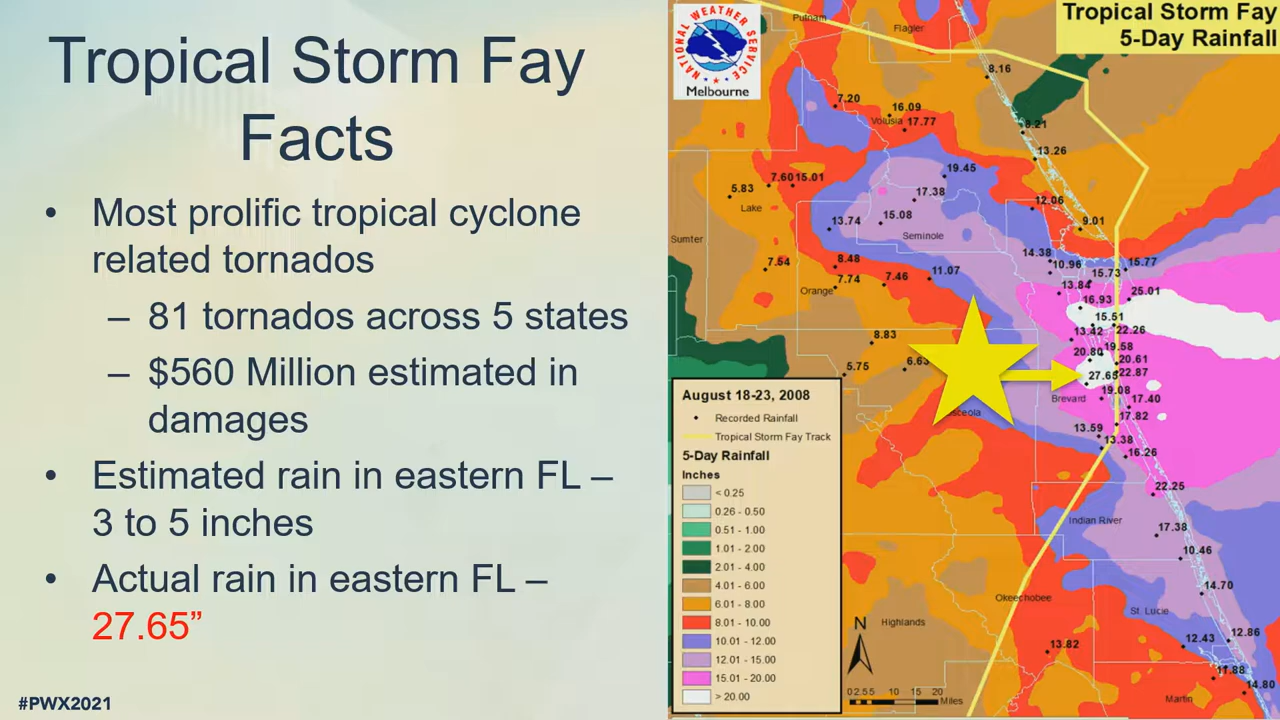 Tropical Storm Fay
Facts
• Most prolific tropical cyclone
related tornados
– 81 tornados across 5 states
– $560 Million estimated in
damages
• Estimated rain in eastern FL –
3 to 5 inches
• Actual rain in eastern FL –
27.65”
#PWX2021
NATIONAL WEATHER SERVICE
Melbourne
Tropical Storm Fay
5-Day Rainfall
Putnam
Flagler
8.16
7.20
16.09
Volusia 17.77
8.21
13.26
19.45
7.60 15.01
5.83
17.38
Lake
12.06
15.08
13.74
9.01
Seminole
Sumter
14.38
8.48
7.54
10.96
15.77
11.07
15.73
7.46
7.74
Orange
13.84
25.01
16.93
15.51
13.42
22.26
8.83
19.58
20.80
20.61
6.63
5.75
22.87
27.65
19.08
Brevard
17.40
sceola
17.82
13.59
13.38
16.26
22.25
Indian River
17.38
10.46
14.70
Okeechobee
St. Lucie
Highlands
12.43
12.86
13.82
11.88
14.80
Martin
August 18-23, 2008
Recorded Rainfall
Tropical Storm Fay Track
5-Day Rainfall
Inches
< 0.25
0.26 - 0.50
0.51 - 1.00
1.01 - 2.00
2.01 - 4.00
4.01 - 6.00
6.01 - 8.00
8.01 - 10.00
10.01 - 12.00
12.01 - 15.00
15.01 - 20.00
> 20.00
N
0 2.5 5 10 15 20
Miles